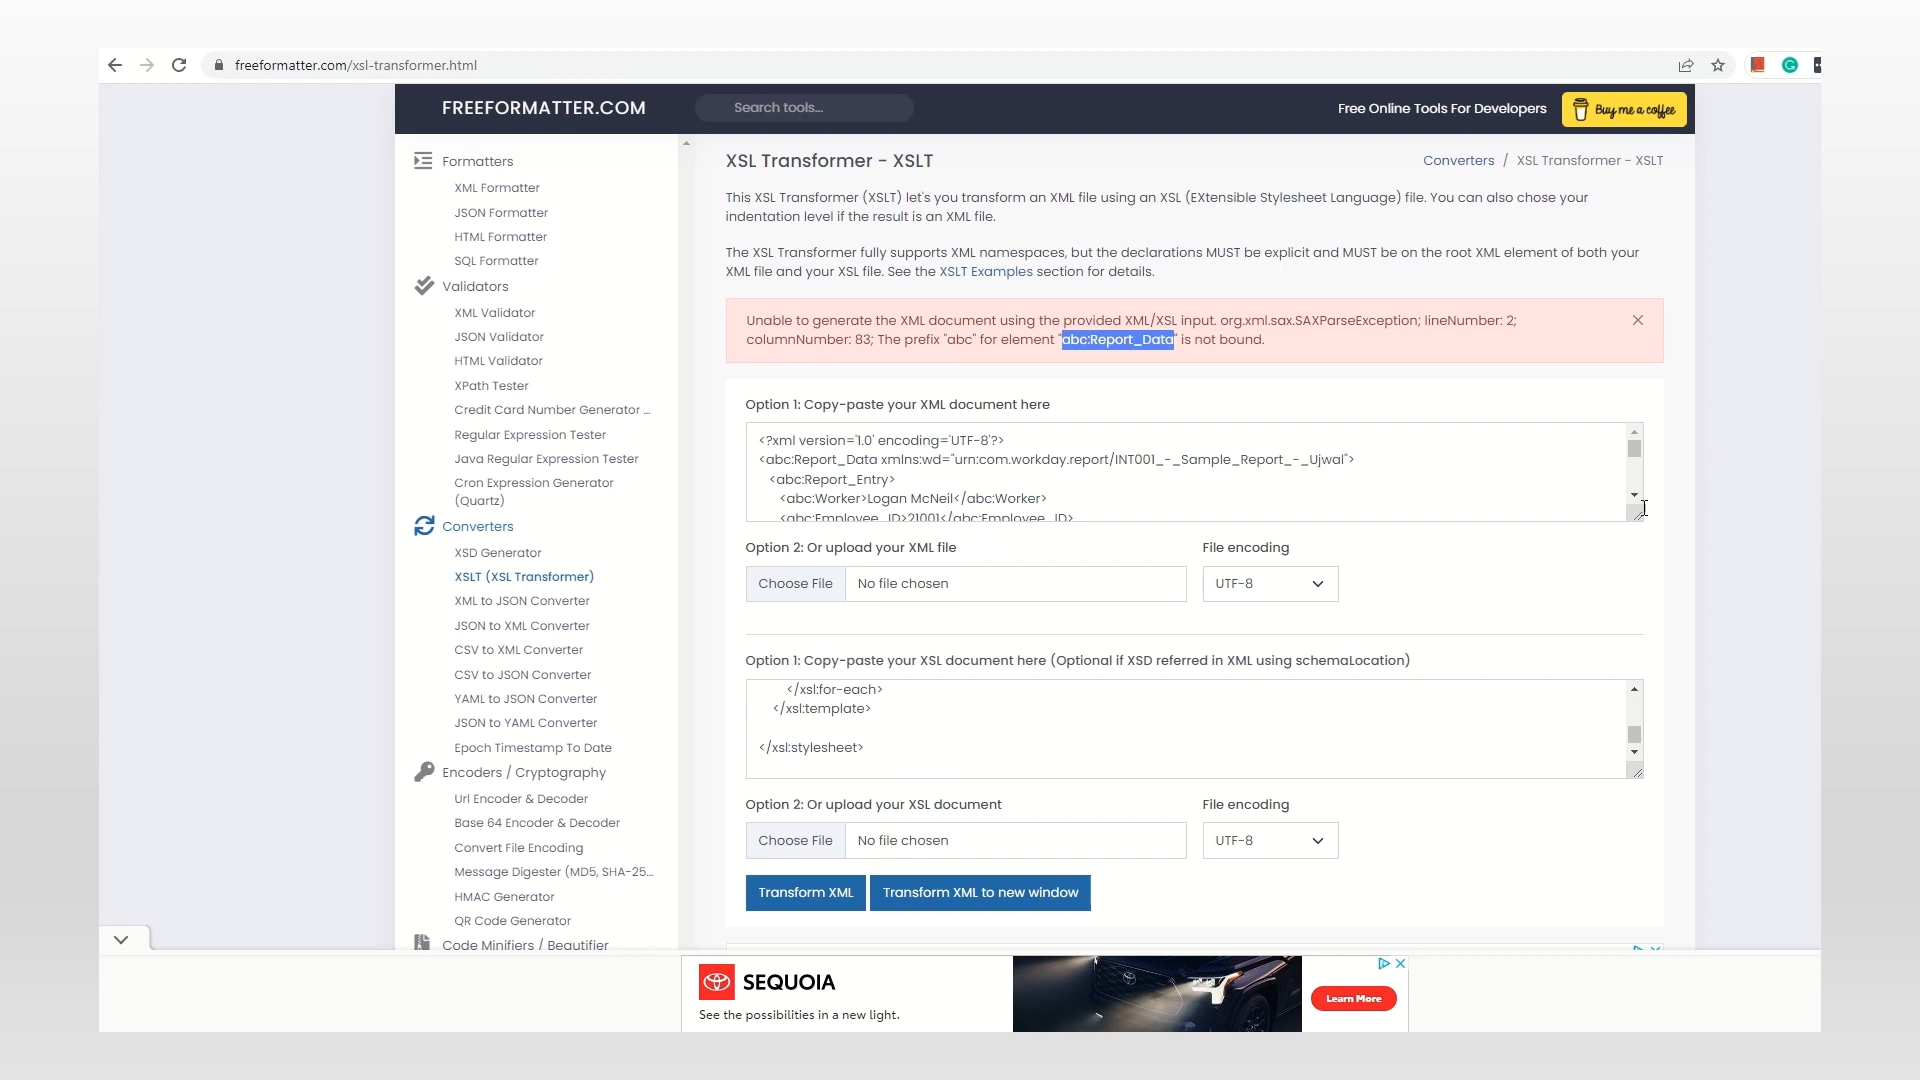 freeformatter.com/xsl-transformer.html
FREEFORMATTER.COM
Search tools...
Free Online Tools For Developers
Buy me a coffee
Formatters
XML Formatter
JSON Formatter
HTML Formatter
SQL Formatter
Validators
XML Validator
JSON Validator
HTML Validator
XPath Tester
Credit Card Number Generator ...
Regular Expression Tester
Java Regular Expression Tester
Cron Expression Generator
(Quartz)
Converters
XSD Generator
XSLT (XSL Transformer)
XML to JSON Converter
JSON to XML Converter
CSV to XML Converter
CSV to JSON Converter
YAML to JSON Converter
JSON to YAML Converter
Epoch Timestamp To Date
Encoders / Cryptography
Url Encoder & Decoder
Base 64 Encoder & Decoder
Convert File Encoding
Message Digester (MD5, SHA-25...
HMAC Generator
QR Code Generator
Code Minifiers / Beautifier
XSL Transformer - XSLT
Converters / XSL Transformer - XSLT
This XSL Transformer (XSLT) let's you transform an XML file using an XSL (EXtensible Stylesheet Language) file. You can also chose your
indentation level if the result is an XML file.
The XSL Transformer fully supports XML namespaces, but the declarations MUST be explicit and MUST be on the root XML element of both your
XML file and your XSL file. See the XSLT Examples section for details.
Unable to generate the XML document using the provided XML/XSL input. org.xml.sax.SAXParseException; lineNumber: 2;
columnNumber: 83; The prefix "abc" for element "abc:Report_Data" is not bound.
Option 1: Copy-paste your XML document here
<?xml version='1.0' encoding='UTF-8'?>
<abc:Report_Data xmlns:wd="urn:com.workday.report/INT001_-_Sample_Report_-_Ujwal">
<abc:Report_Entry>
<abc:Worker>Logan McNeil</abc:Worker>
<abc:Employee_ID>21001</abc:Employee_ID>
Option 2: Or upload your XML file
File encoding
Choose File
No file chosen
UTF-8
Option 1: Copy-paste your XSL document here (Optional if XSD referred in XML using schemaLocation)
</xsl:for-each>
</xsl:template>
</xsl:stylesheet>
Option 2: Or upload your XSL document
File encoding
Choose File
No file chosen
UTF-8
Transform XML
Transform XML to new window
SEQUOIA
See the possibilities in a new light.
Learn More